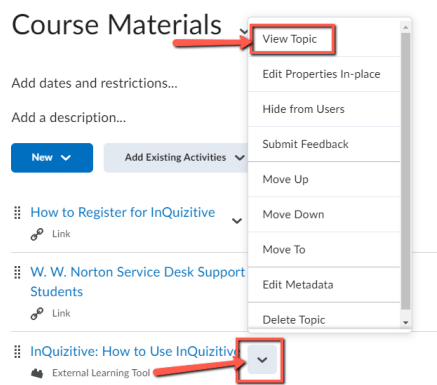 Course Materials
Add dates and restrictions...
Add a description...
New
Add Existing Activities
How to Register for InQuizitive
Link
W. W. Norton Service Desk Support
Students
Link
InQuizitive: How to Use InQuizitive
External Learning Tool
View Topic
Edit Properties In-place
Hide from Users
Submit Feedback
Move Up
Move Down
Move To
Edit Metadata
Delete Topic